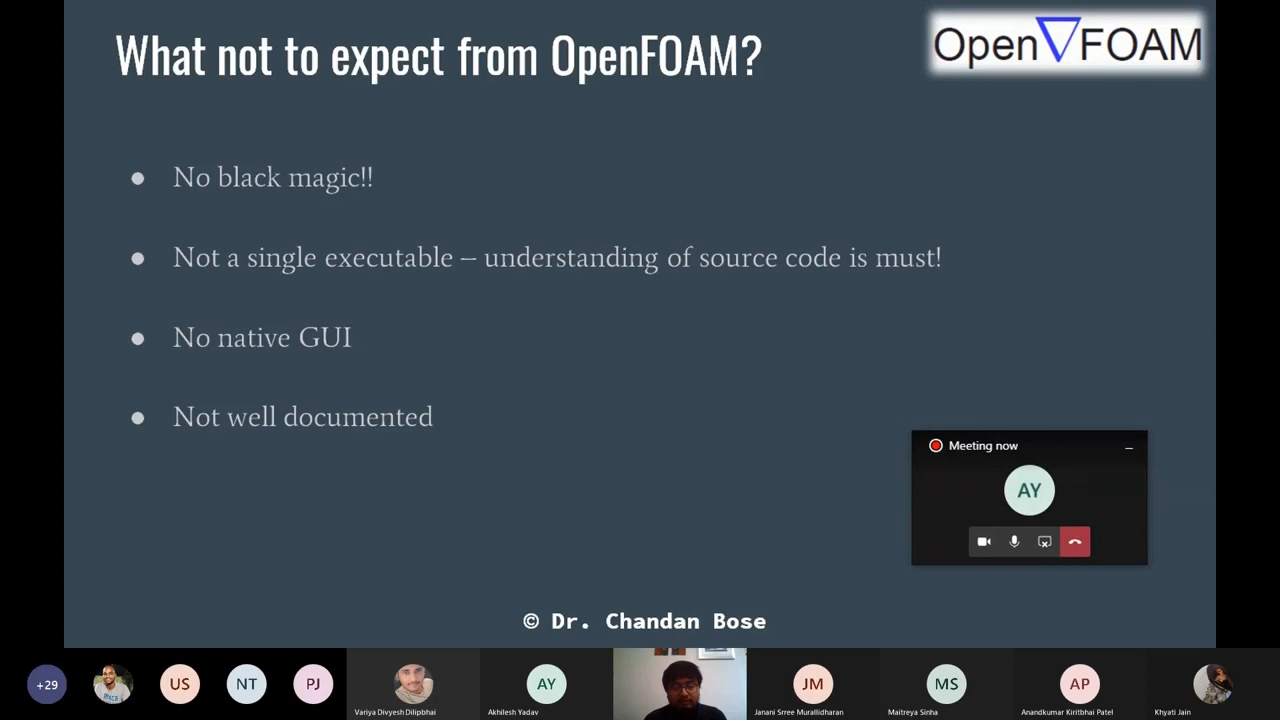 What not to expect from OpenFOAM?
Open∇FOAM
● No black magic!!
● Not a single executable – understanding of source code is must!
● No native GUI
● Not well documented
Meeting now
AY
© Dr. Chandan Bose
+29
US
NT
PJ
Variya Divyesh Dilipbhai
AY
Akhilesh Yadav
JM
Janani Srree Murallidharan
MS
Maitreya Sinha
AP
Anandkumar Kiritbhai Patel
Khyati Jain